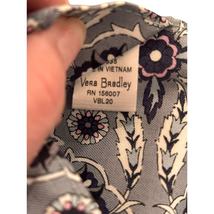 IN VIETNAM
Vera Bradley
RN 156007
VBL20